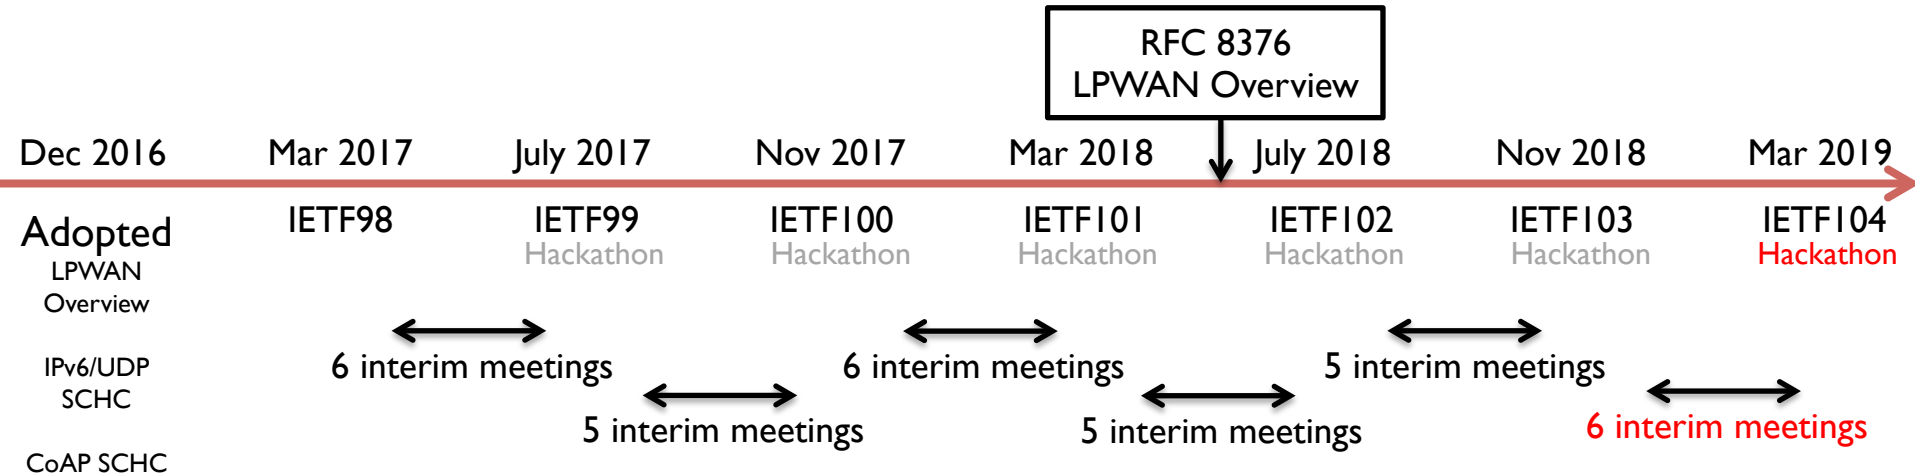 RFC 8376
LPWAN Overview
Dec 2016
Mar 2017
July 2017
Nov 2017
Mar 2018
July 2018
Nov 2018
Mar 2019
Adopted
LPWAN
Overview
IPv6/UDP
SCHC
CoAP SCHC
IETF98
IETF99
Hackathon
IETF100
Hackathon
IETF101
Hackathon
IETF102
Hackathon
IETF103
Hackathon
IETF104
Hackathon
6 interim meetings
5 interim meetings
6 interim meetings
5 interim meetings
5 interim meetings
6 interim meetings